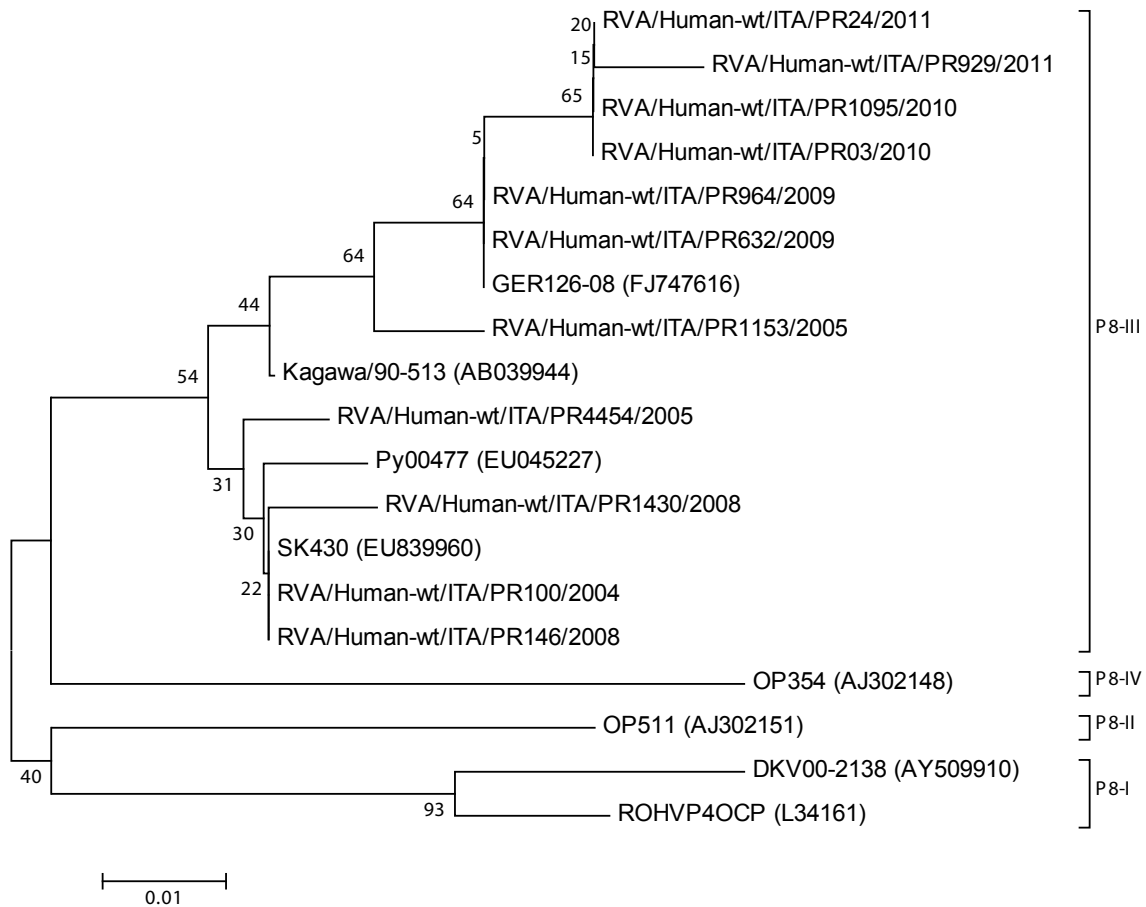 20
RVA/Human-wt/ITA/PR24/2011
15
RVA/Human-wt/ITA/PR929/2011
65
RVA/Human-wt/ITA/PR1095/2010
5
RVA/Human-wt/ITA/PR03/2010
64
RVA/Human-wt/ITA/PR964/2009
RVA/Human-wt/ITA/PR632/2009
64
GER126-08 (FJ747616)
44
RVA/Human-wt/ITA/PR1153/2005
P8-III
54
Kagawa/90-513 (AB039944)
RVA/Human-wt/ITA/PR4454/2005
31
Py00477 (EU045227)
RVA/Human-wt/ITA/PR1430/2008
30
SK430 (EU839960)
22
RVA/Human-wt/ITA/PR100/2004
RVA/Human-wt/ITA/PR146/2008
OP354 (AJ302148)
P8-IV
OP511 (AJ302151)
P8-II
40
DKV00-2138 (AY509910)
P8-I
93
ROHVP4OCP (L34161)
0.01